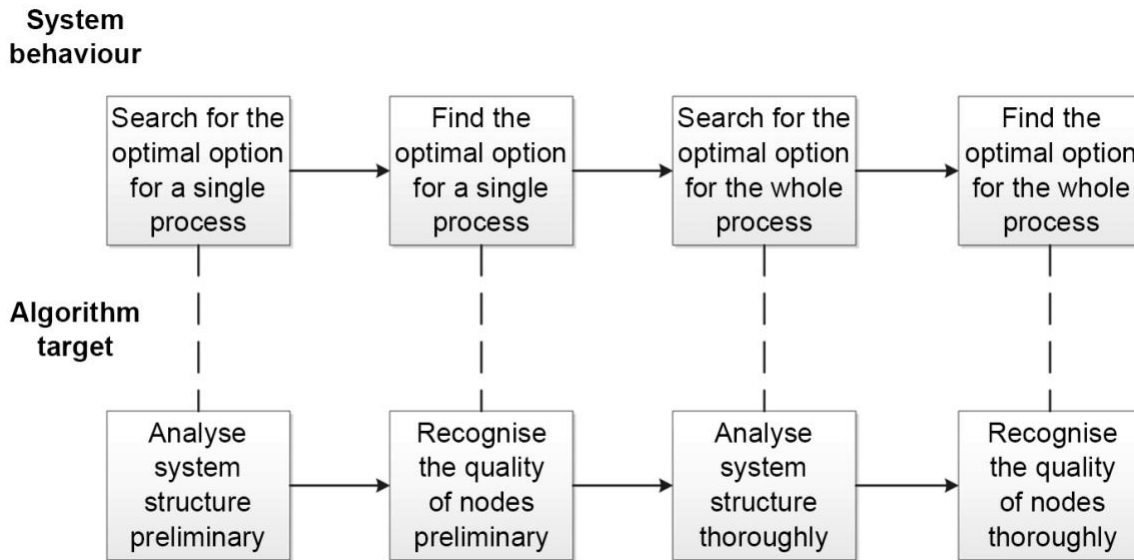 System
behaviour
Search for the
optimal option
for a single
process
Find the
optimal option
for a single
process
Search for the
optimal option
for the whole
process
Find the
optimal option
for the whole
process
Algorithm
target
Analyse
system
structure
preliminary
Recognise
the quality
of nodes
preliminary
Analyse
system
structure
thoroughly
Recognise
the quality
of nodes
thoroughly